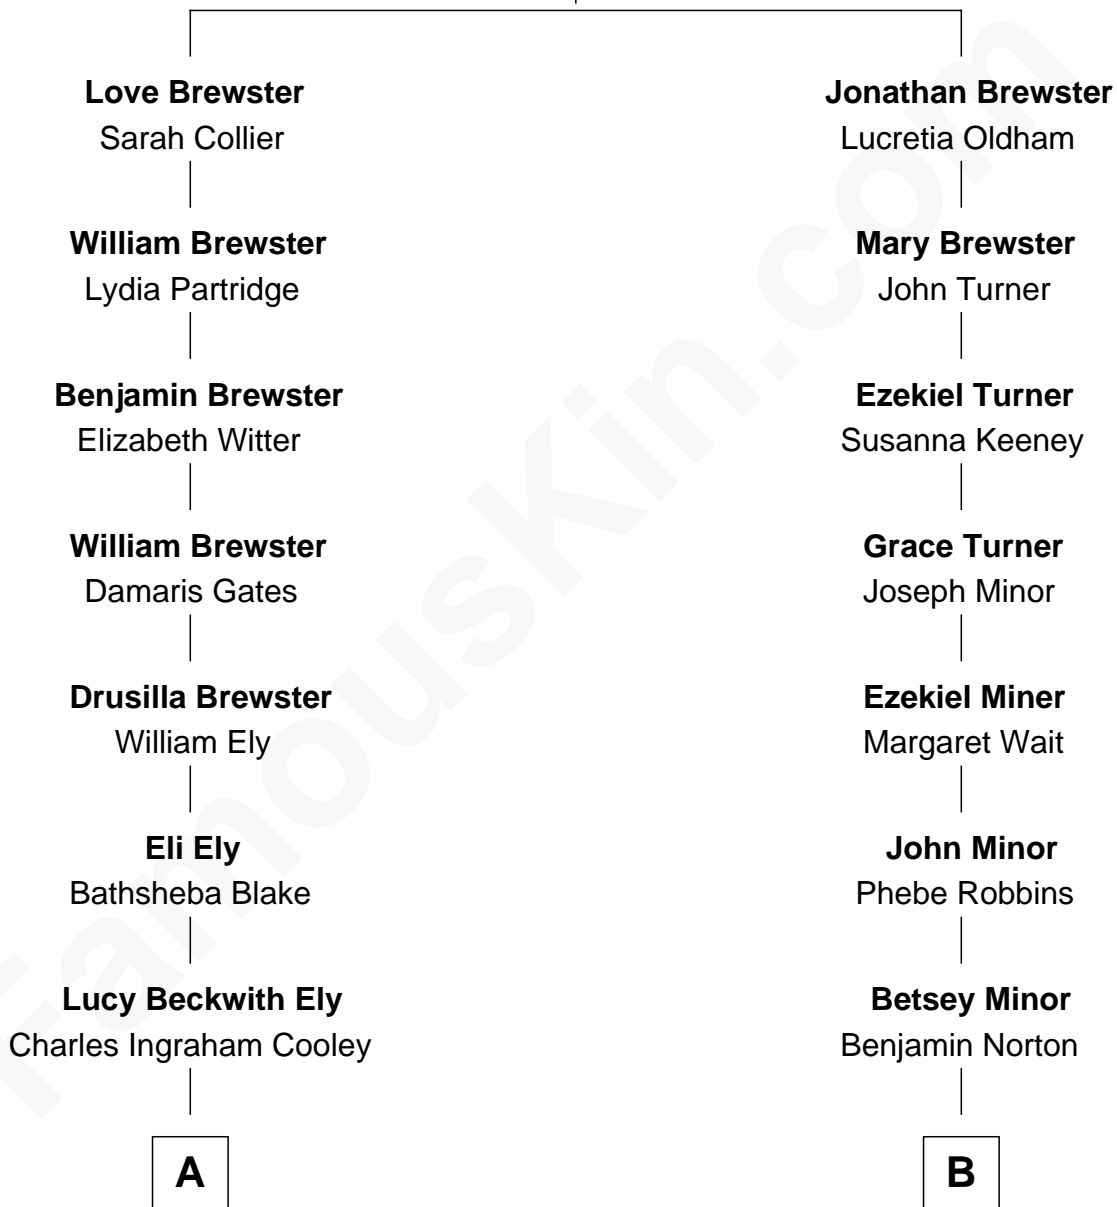 Love Brewster
Sarah Collier
William Brewster
Lydia Partridge
Benjamin Brewster
Elizabeth Witter
William Brewster
Damaris Gates
Drusilla Brewster
William Ely
Eli Ely
Bathsheba Blake
Lucy Beckwith Ely
Charles Ingraham Cooley
A
Jonathan Brewster
Lucretia Oldham
Mary Brewster
John Turner
Ezekiel Turner
Susanna Keeney
Grace Turner
Joseph Minor
Ezekiel Miner
Margaret Wait
John Minor
Phebe Robbins
Betsey Minor
Benjamin Norton
B
FamousKin.com